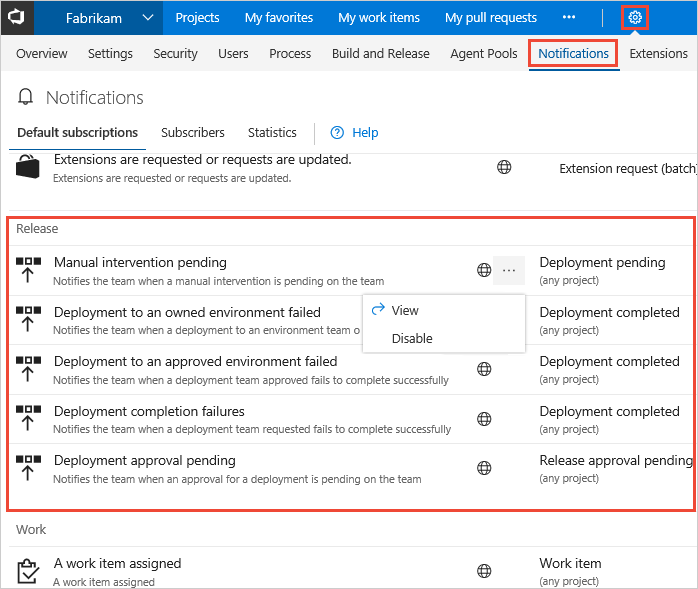 Fabrikam Projects My favorites My work items My pull requests ···
Overview Settings Security Users Process Build and Release Agent Pools Notifications Extensions
Notifications
Default subscriptions Subscribers Statistics Help
Extensions are requested or requests are updated.
Extensions are requested or requests are updated.
Extension request (batch)
Release
Manual intervention pending
Notifies the team when a manual intervention is pending on the team
···
Deployment pending
(any project)
View
Disable
Deployment to an owned environment failed
Notifies the team when a deployment to an environment team o
Deployment completed
(any project)
Deployment to an approved environment failed
Notifies the team when a deployment team approved fails to complete successfully
Deployment completed
(any project)
Deployment completion failures
Notifies the team when a deployment team requested fails to complete successfully
Deployment completed
(any project)
Deployment approval pending
Notifies the team when an approval for a deployment is pending on the team
Release approval pending
(any project)
Work
A work item assigned
A work item assigned
Work item
(any project)